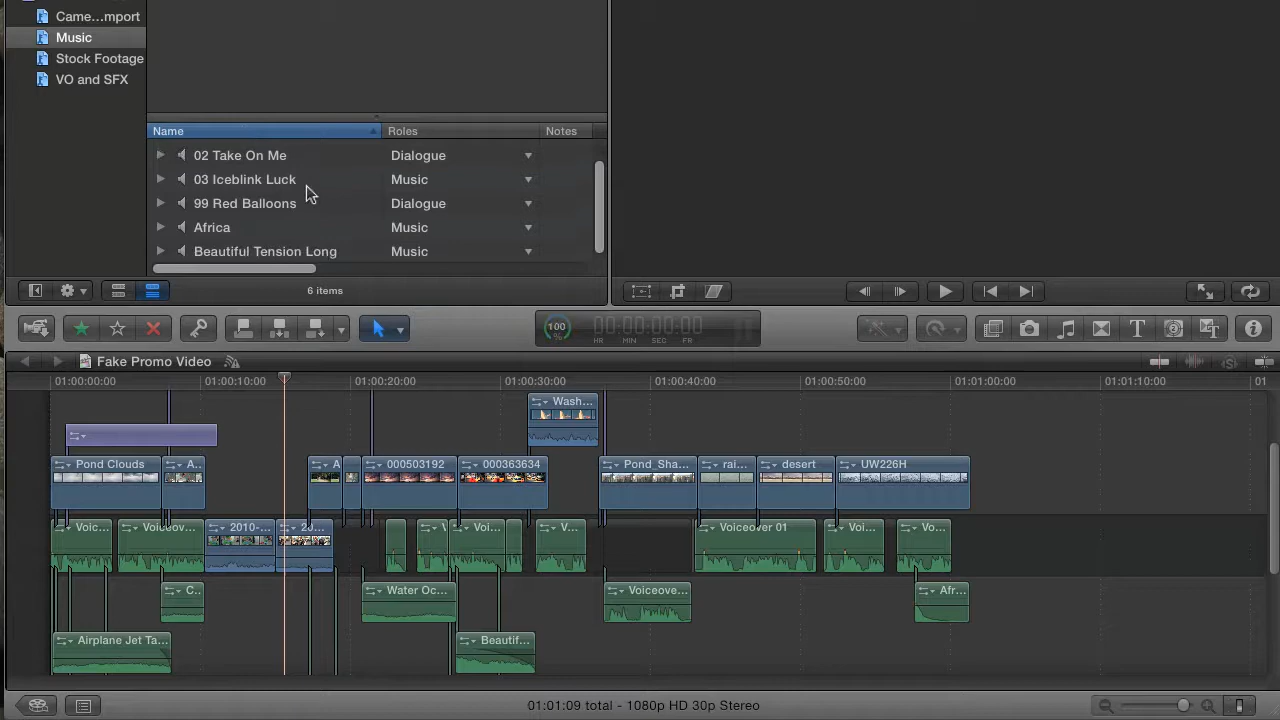 Came...mport
Music
Stock Footage
VO and SFX
Name Roles Notes
02 Take On Me Dialogue
03 Iceblink Luck Music
99 Red Balloons Dialogue
Africa Music
Beautiful Tension Long Music
6 items
100 % 00:00:00:00
HR MIN SEC FR
Fake Promo Video
01:00:00:00 01:00:10:00 01:00:20:00 01:00:30:00 01:00:40:00 01:00:50:00 01:01:00:00 01:01:10:00 01
Wash...
Pond Clouds A.. A 000503192 000363634 Pond_Sha... rai... desert UW226H
Voic... Voiceov... 2010-... 20... V Voi... V... Voiceover 01 Voi... Vo...
C... Water Oc... Voiceove... Afr...
Airplane Jet Ta... Beautif...
01:01:09 total - 1080p HD 30p Stereo